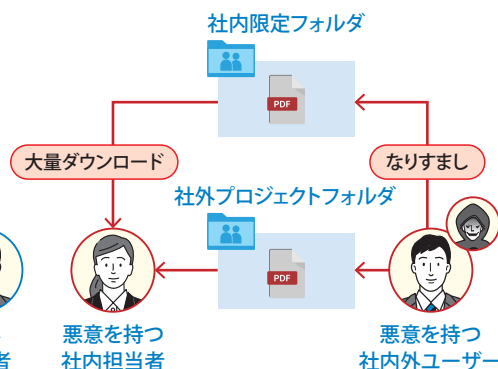 社内限定フォルダ
PDF
大量ダウンロード
なりすまし
社外プロジェクトフォルダ
PDF
者
悪意を持つ
社内担当者
悪意を持つ
社内外ユーザー